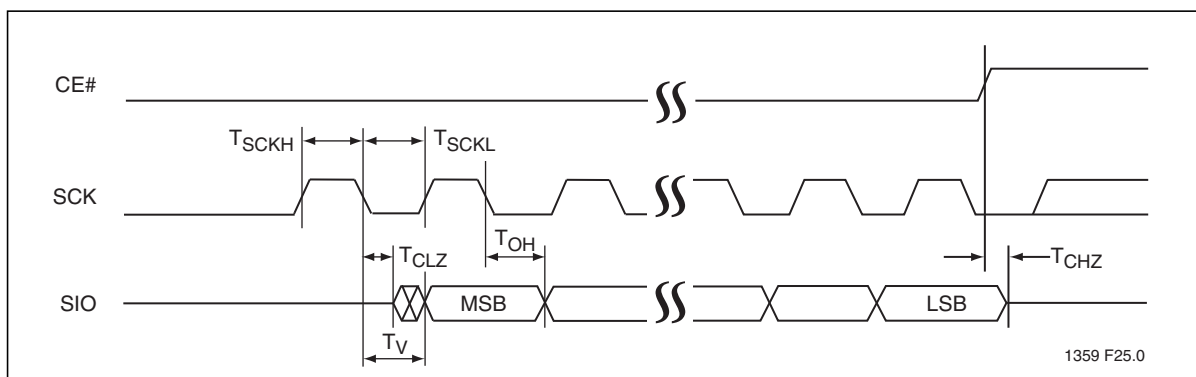 CE#
TSCKH
TSCKL
SCK
TOH
TCLZ
TCHZ
SIO
MSB
LSB
TV
1359 F25.0